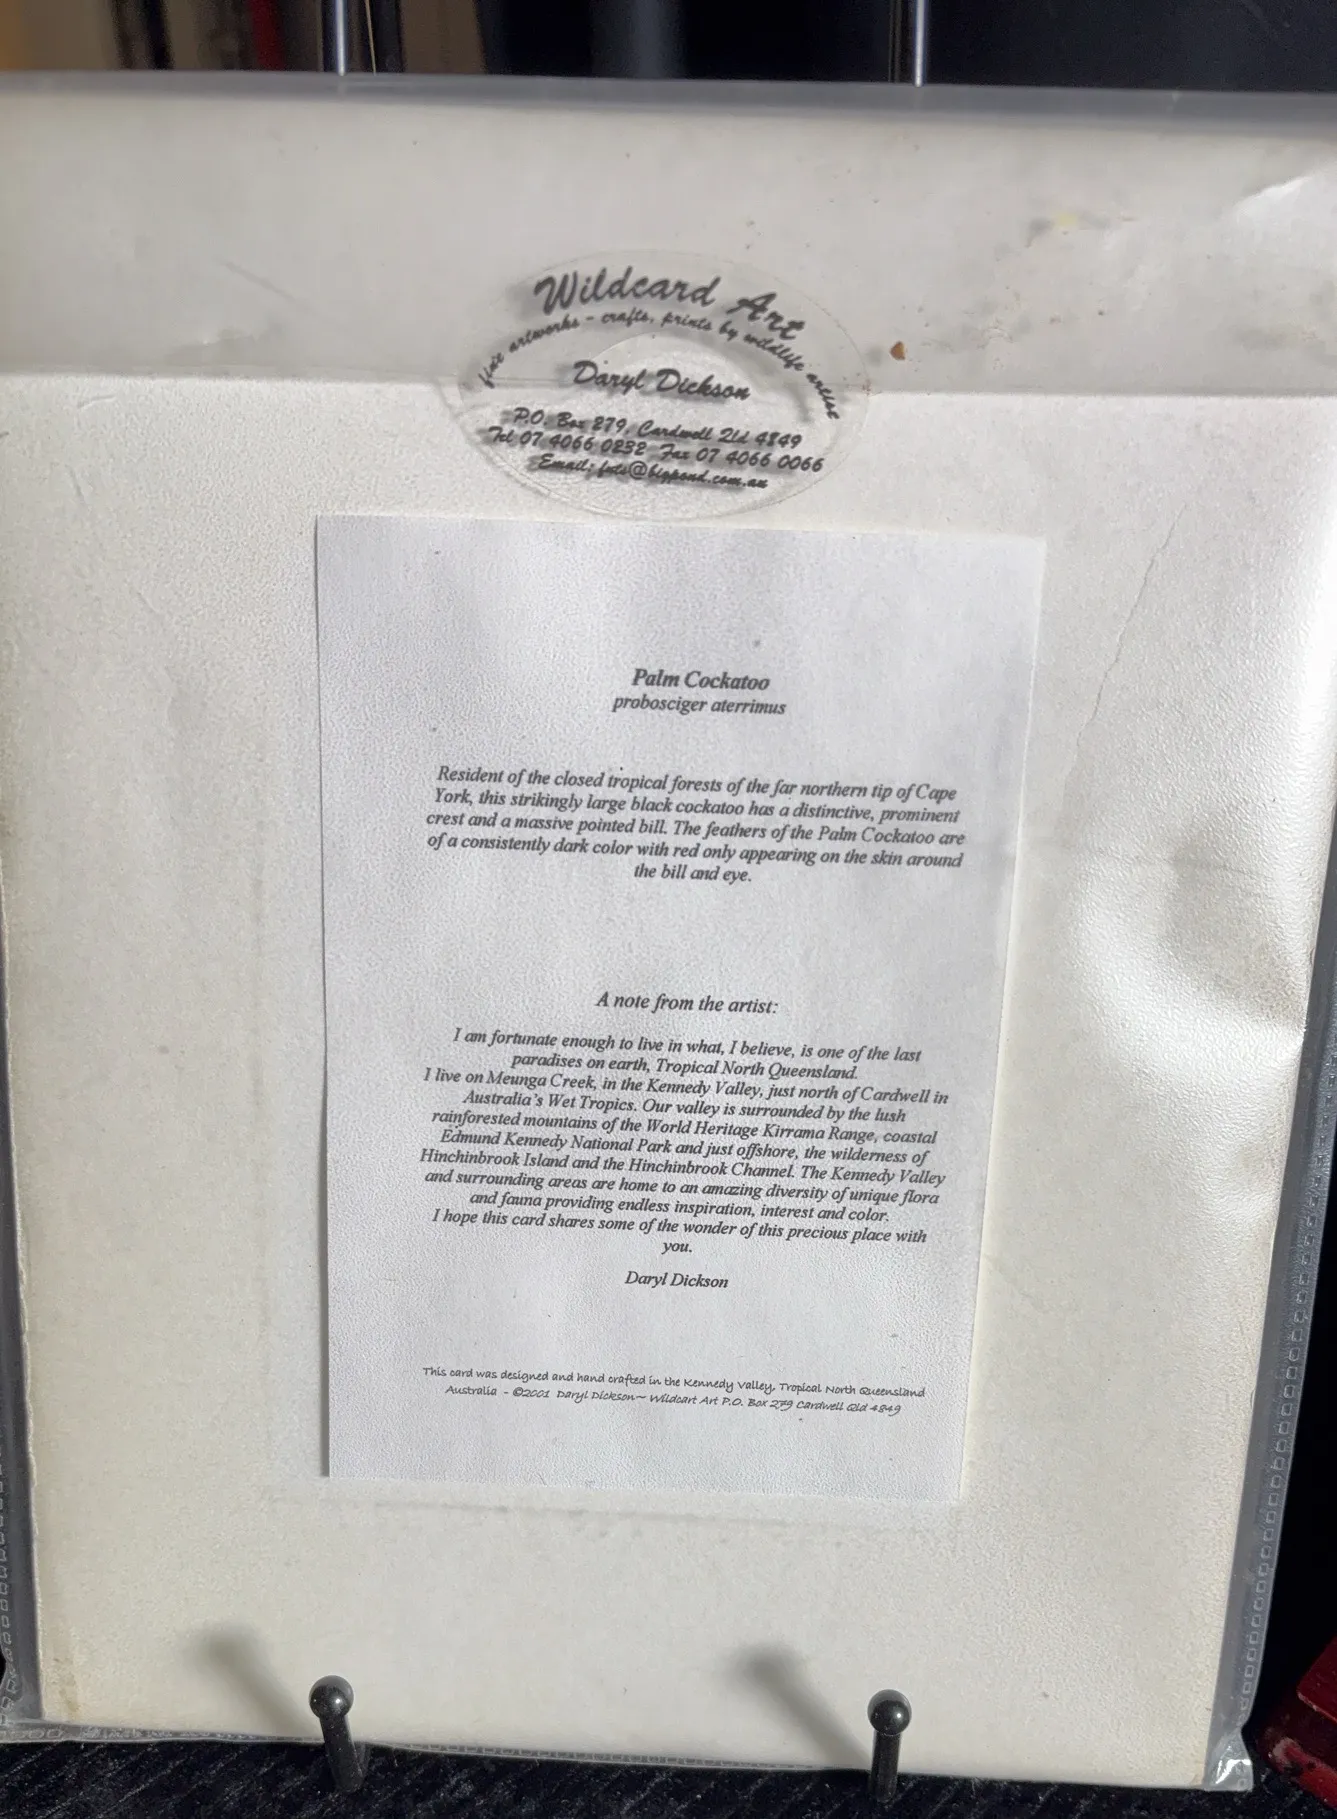 Wildcard Art
fine artworks - crafts, prints by wildlife artist
Daryl Dickson
P.O. Box 279, Cardwell Qld 4849
Tel 07 4066 0232 Fax 07 4066 0066
Email: futs@bigpond.com.au
Palm Cockatoo
probosciger aterrimus
Resident of the closed tropical forests of the far northern tip of Cape
York, this strikingly large black cockatoo has a distinctive, prominent
crest and a massive pointed bill. The feathers of the Palm Cockatoo are
of a consistently dark color with red only appearing on the skin around
the bill and eye.
A note from the artist:
I am fortunate enough to live in what, I believe, is one of the last
paradises on earth, Tropical North Queensland.
I live on Meunga Creek, in the Kennedy Valley, just north of Cardwell in
Australia's Wet Tropics. Our valley is surrounded by the lush
rainforested mountains of the World Heritage Kirrama Range, coastal
Edmund Kennedy National Park and just offshore, the wilderness of
Hinchinbrook Island and the Hinchinbrook Channel. The Kennedy Valley
and surrounding areas are home to an amazing diversity of unique flora
and fauna providing endless inspiration, interest and color.
I hope this card shares some of the wonder of this precious place with
you.
Daryl Dickson
This card was designed and hand crafted in the Kennedy Valley, Tropical North Queensland
Australia - ©2001 Daryl Dickson~ Wildcart Art P.O. Box 279 Cardwell Qld 4849